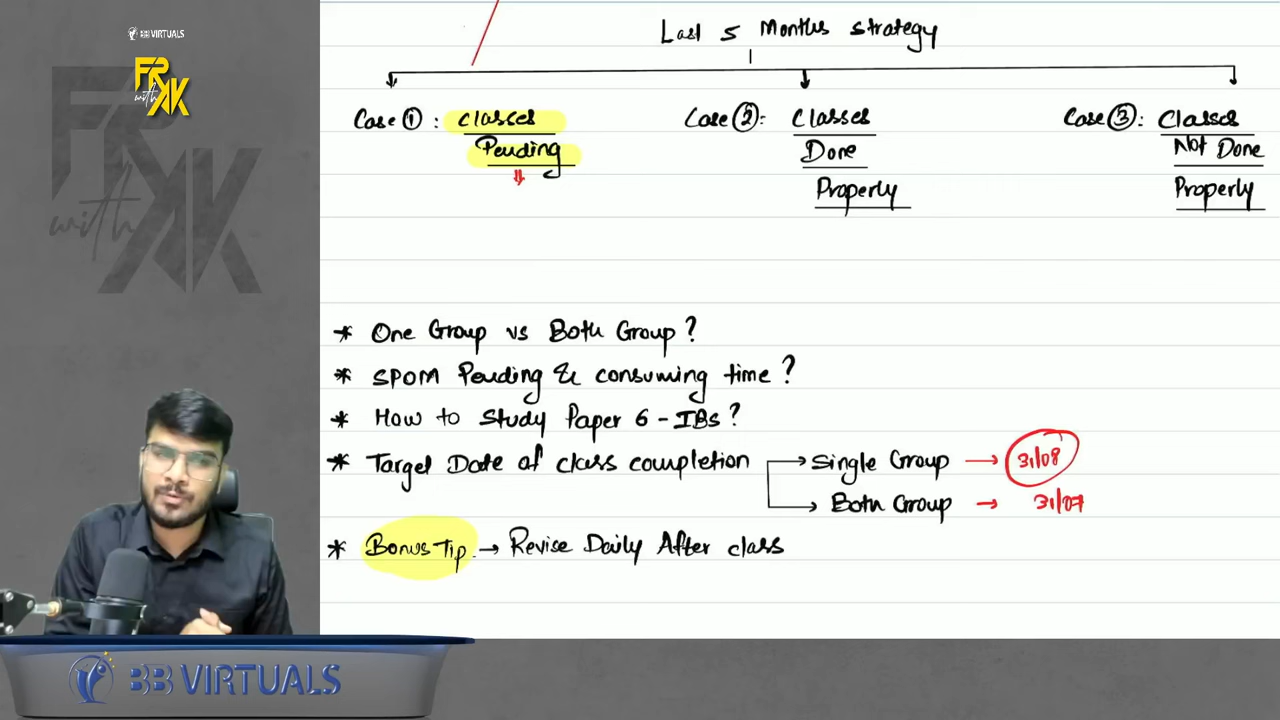 BB VIRTUALS
FR
with AK
FR
with AK
Last 5 Months strategy
Case ① : Classes Pending
Case ② : Classes Done Properly
Case ③ : Classes Not Done Properly
* One Group vs Both Group ?
* SPOM Pending & consuming time ?
* How to Study Paper 6 - IBS ?
* Target Date of class completion → Single Group → 31/08
→ Both Group → 31/07
* Bonus Tip → Revise Daily After class
BB VIRTUALS